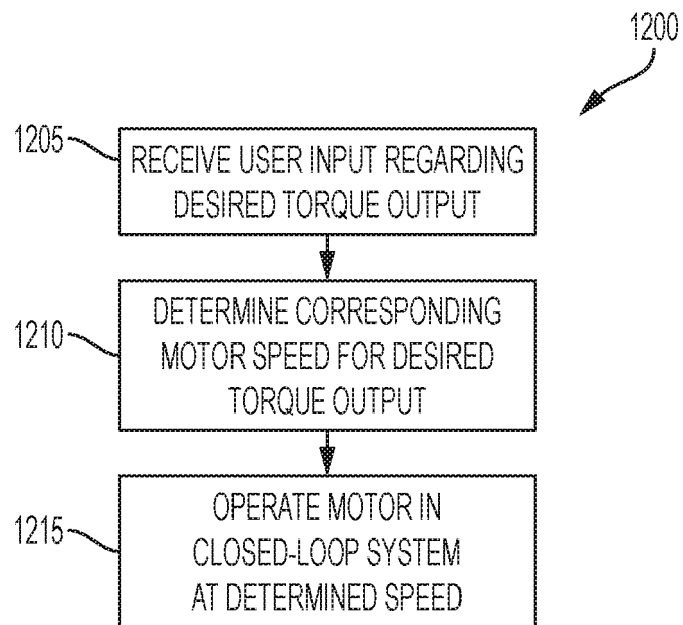 1200
1205
RECEIVE USER INPUT REGARDING
DESIRED TORQUE OUTPUT
1210
DETERMINE CORRESPONDING
MOTOR SPEED FOR DESIRED
TORQUE OUTPUT
1215
OPERATE MOTOR IN
CLOSED-LOOP SYSTEM
AT DETERMINED SPEED